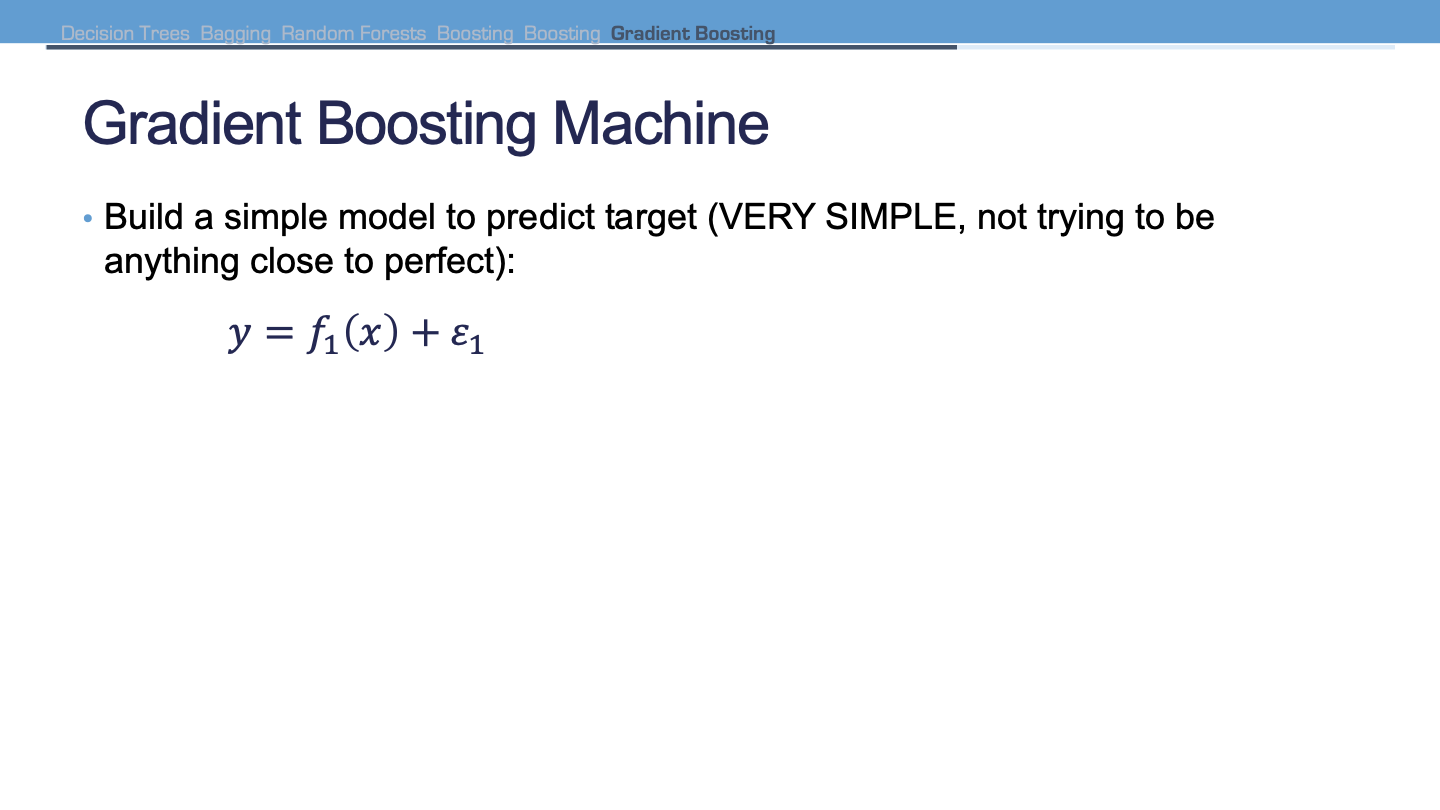 Decision Trees Bagging Random Forests Boosting Boosting Gradient Boosting
Gradient Boosting Machine
• Build a simple model to predict target (VERY SIMPLE, not trying to be
anything close to perfect):
𝑦 = 𝑓₁(𝑥) + 𝜀₁